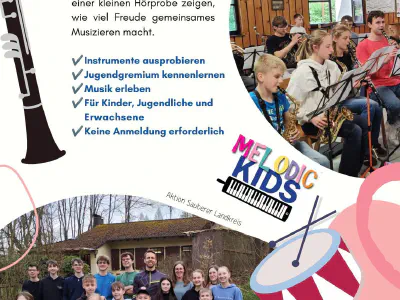 einer kleinen Hörprobe zeigen,
wie viel Freude gemeinsames
Musizieren macht.
✔Instrumente ausprobieren
✔Jugendgremium kennenlernen
✔Musik erleben
✔Für Kinder, Jugendliche und
Erwachsene
✔Keine Anmeldung erforderlich
MELODIC
KIDS
Aktion Sauberer Landkreis